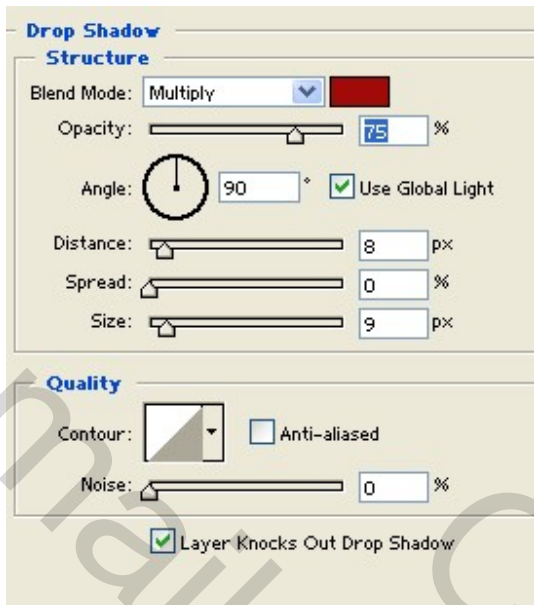 Drop Shadow
Structure
Blend Mode: Multiply
Opacity: 75 %
Angle: 90 ° Use Global Light
Distance: 8 px
Spread: 0 %
Size: 9 px
Quality
Contour: Anti-aliased
Noise: 0 %
Layer Knocks Out Drop Shadow